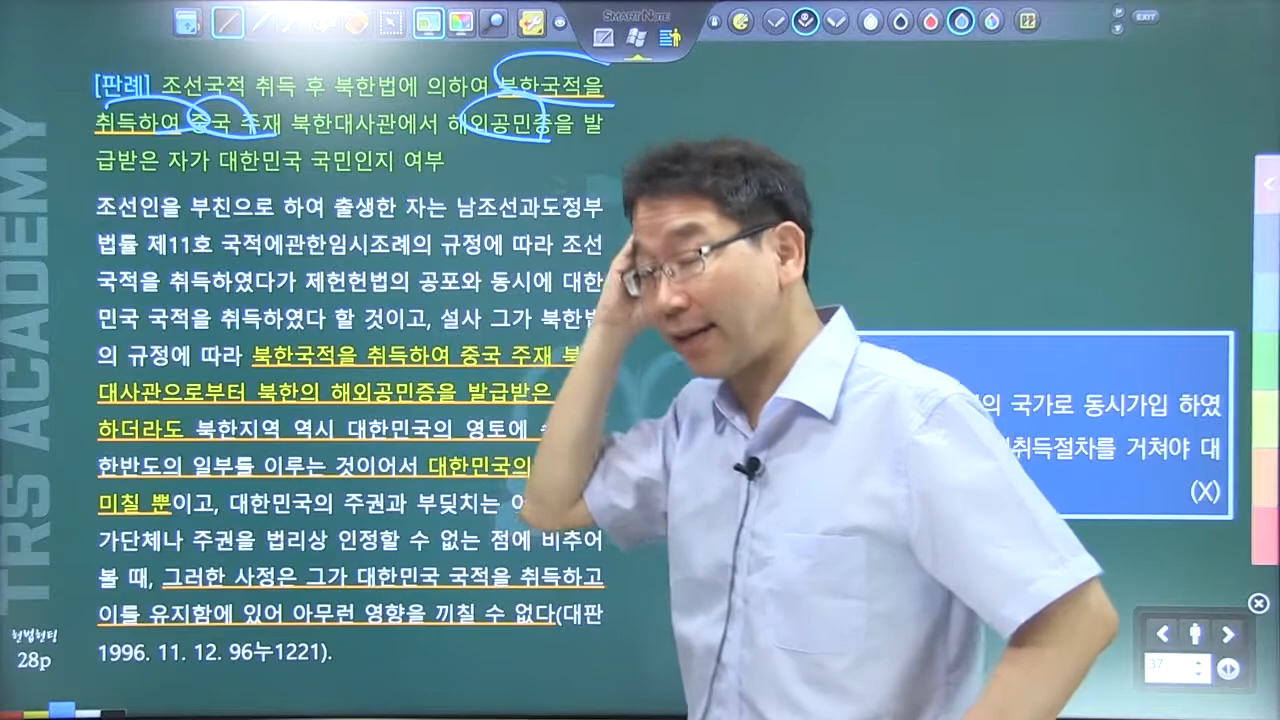 SMART NOTE
EXIT
[판례] 조선국적 취득 후 북한법에 의하여 북한국적을
취득하여 중국 주재 북한대사관에서 해외공민증을 발
급받은 자가 대한민국 국민인지 여부
조선인을 부친으로 하여 출생한 자는 남조선과도정부
법률 제11호 국적에관한임시조례의 규정에 따라 조선
국적을 취득하였다가 제헌헌법의 공포와 동시에 대한
민국 국적을 취득하였다 할 것이고, 설사 그가
의 규정에 따라 북한국적을 취득하여 중국 주재
대사관으로부터 북한의 해외공민증을 발급받은
하더라도 북한지역 역시 대한민국의 영토에
한반도의 일부를 이루는 것이어서 대한민국의
미칠 뿐이고, 대한민국의 주권과 부딪치는
가단체나 주권을 법리상 인정할 수 없는 점에 비추어
볼 때, 그러한 사정은 그가 대한민국 국적을 취득하고
이를 유지함에 있어 아무런 영향을 끼칠 수 없다(대판
1996. 11. 12. 96누1221).
의 국가로 동시가입 하였
취득절차를 거쳐야 대
(X)
TRS ACADEMY
헌법헌팅
28p
37